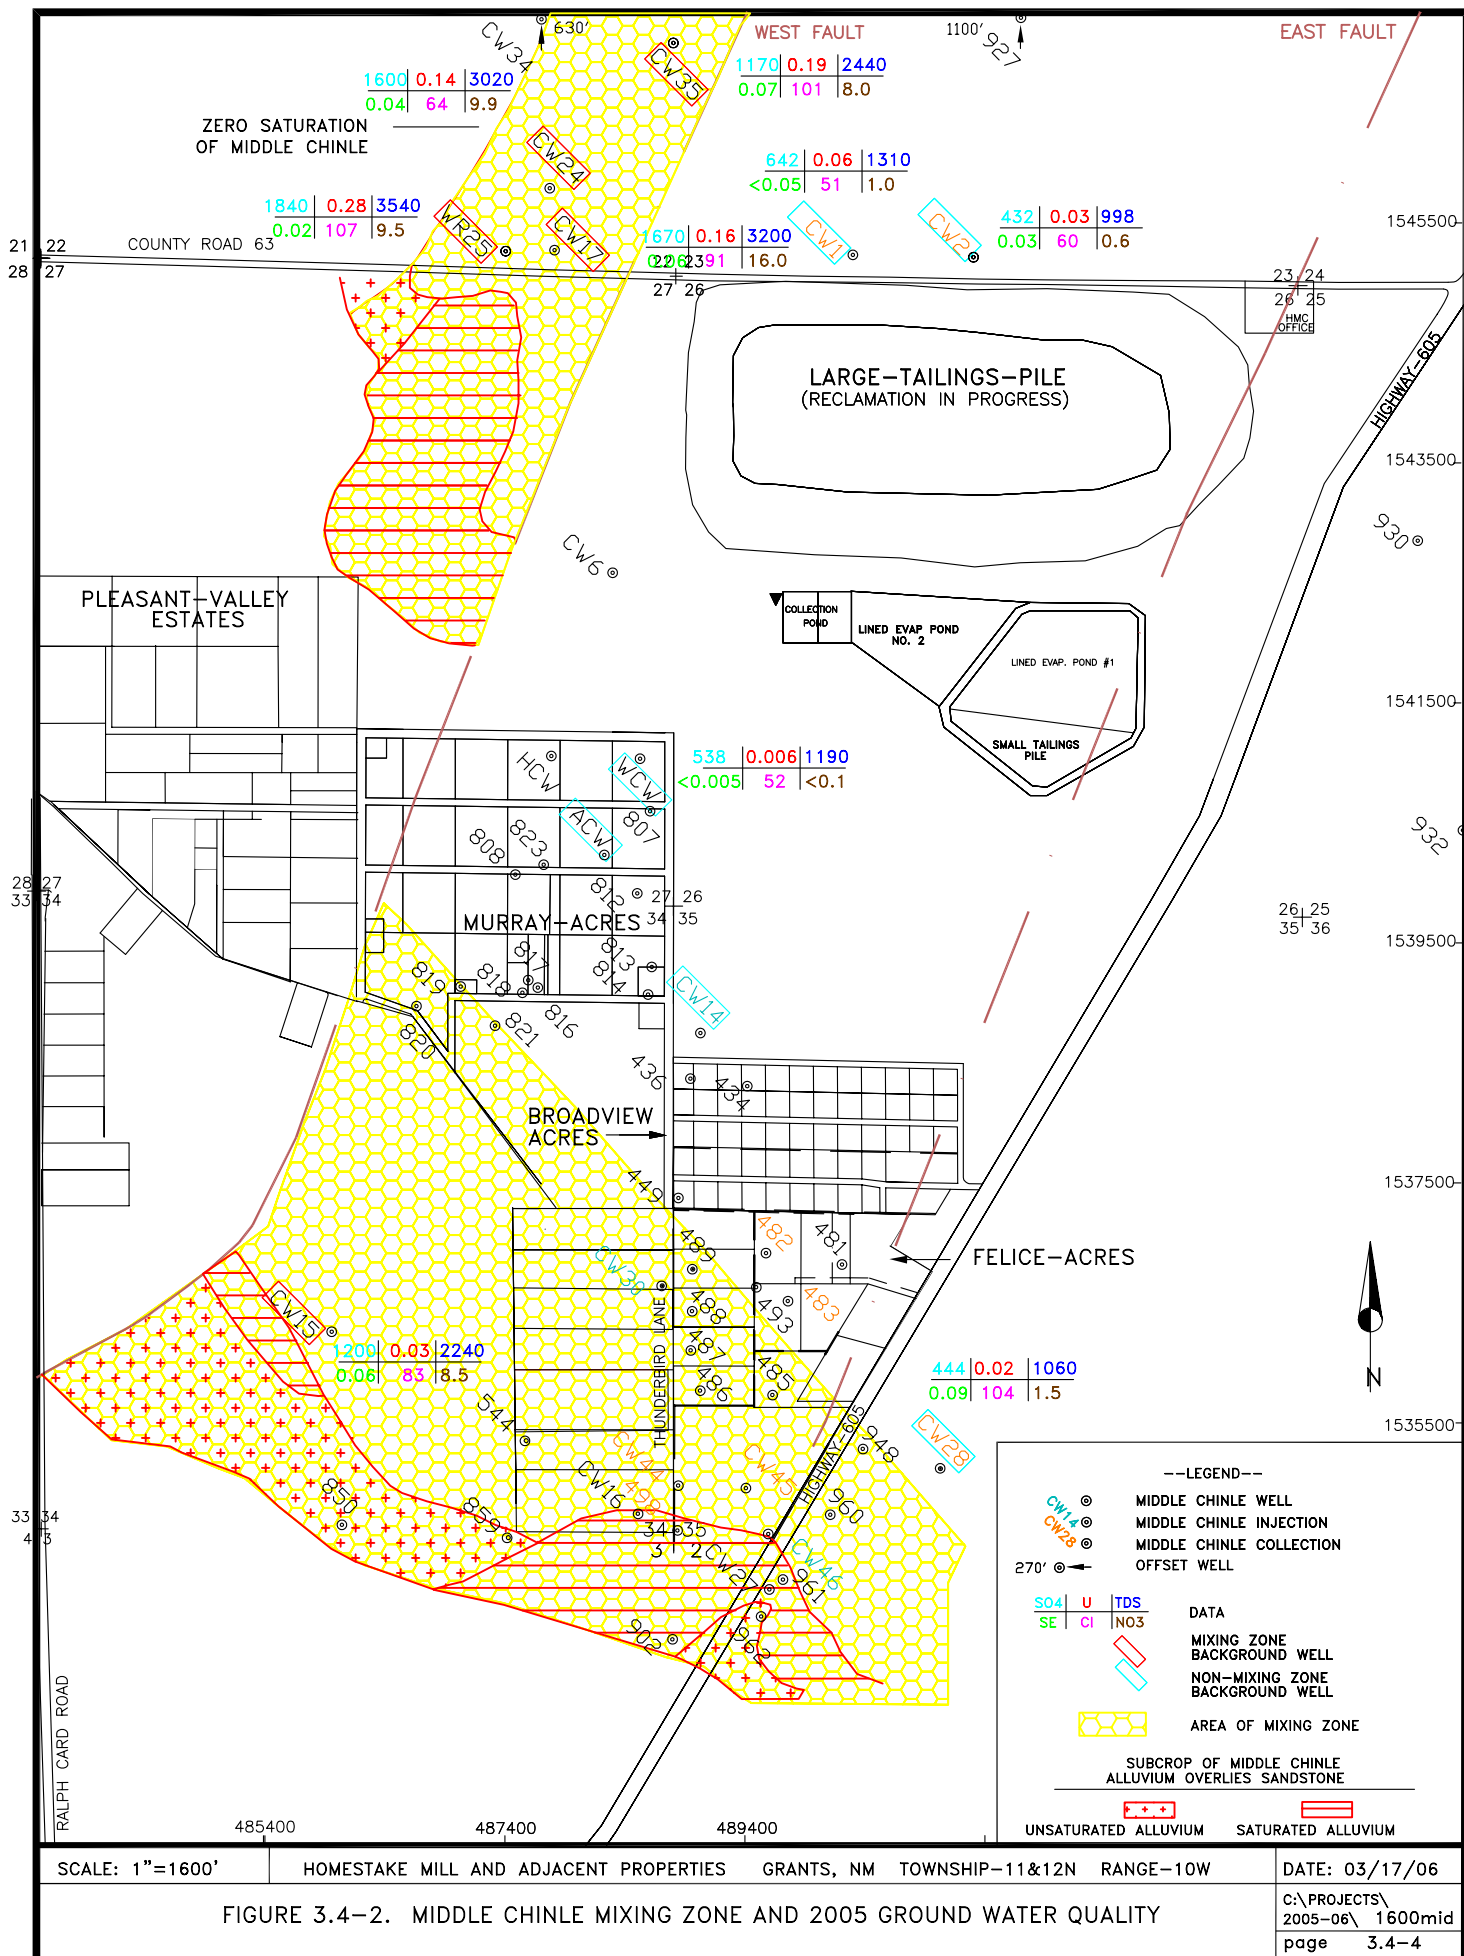 WEST FAULT
EAST FAULT
CW34
630'
1100'
927
CW35
1600 0.14 3020
0.04 64 9.9
1170 0.19 2440
0.07 101 8.0
ZERO SATURATION
OF MIDDLE CHINLE
CW24
642 0.06 1310
<0.05 51 1.0
1840 0.28 3540
0.02 107 9.5
WR25
CW17
1670 0.16 3200
0.06 91 16.0
CW1
CW2
432 0.03 998
0.03 60 0.6
1545500
21 22
28 27
COUNTY ROAD 63
22 23
27 26
23 24
26 25
HMC
OFFICE
HIGHWAY-605
LARGE-TAILINGS-PILE
(RECLAMATION IN PROGRESS)
1543500
930
CW6
PLEASANT-VALLEY
ESTATES
COLLECTION
POND
LINED EVAP POND
NO. 2
LINED EVAP. POND #1
1541500
SMALL TAILINGS
PILE
HCW
WCW
538 0.006 1190
<0.005 52 <0.1
ACW
807
823
808
932
812
28 27
33 34
27 26
34 35
26 25
35 36
MURRAY-ACRES
1539500
819
818
817
813
814
CW14
820
821
816
436
434
BROADVIEW
ACRES
449
1537500
482
481
489
CW30
FELICE-ACRES
CW15
488
493
483
THUNDERBIRD LANE
1200 0.03 2240
0.06 83 8.5
487
486
485
444 0.02 1060
0.09 104 1.5
N
544
CW44
498
CW45
HIGHWAY-605
948
CW28
1535500
850
859
CW16
960
33 34
4 3
34 35
3 2
CW27
CW46
961
902
962
--LEGEND--
CW14 MIDDLE CHINLE WELL
MIDDLE CHINLE INJECTION
CW28 MIDDLE CHINLE COLLECTION
270' OFFSET WELL
SO4 U TDS
SE Cl NO3
DATA
MIXING ZONE
BACKGROUND WELL
NON-MIXING ZONE
BACKGROUND WELL
AREA OF MIXING ZONE
SUBCROP OF MIDDLE CHINLE
ALLUVIUM OVERLIES SANDSTONE
UNSATURATED ALLUVIUM SATURATED ALLUVIUM
RALPH CARD ROAD
485400 487400 489400
SCALE: 1"=1600' HOMESTAKE MILL AND ADJACENT PROPERTIES GRANTS, NM TOWNSHIP-11&12N RANGE-10W DATE: 03/17/06
FIGURE 3.4-2. MIDDLE CHINLE MIXING ZONE AND 2005 GROUND WATER QUALITY
C:\PROJECTS\
2005-06\ 1600mid
page 3.4-4